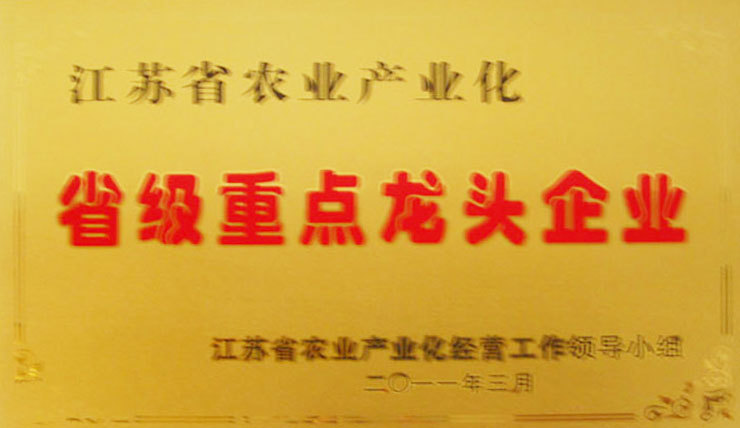 江苏省农业产业化
省级重点龙头企业
江苏省农业产业化经营工作领导小组
二〇一一年三月